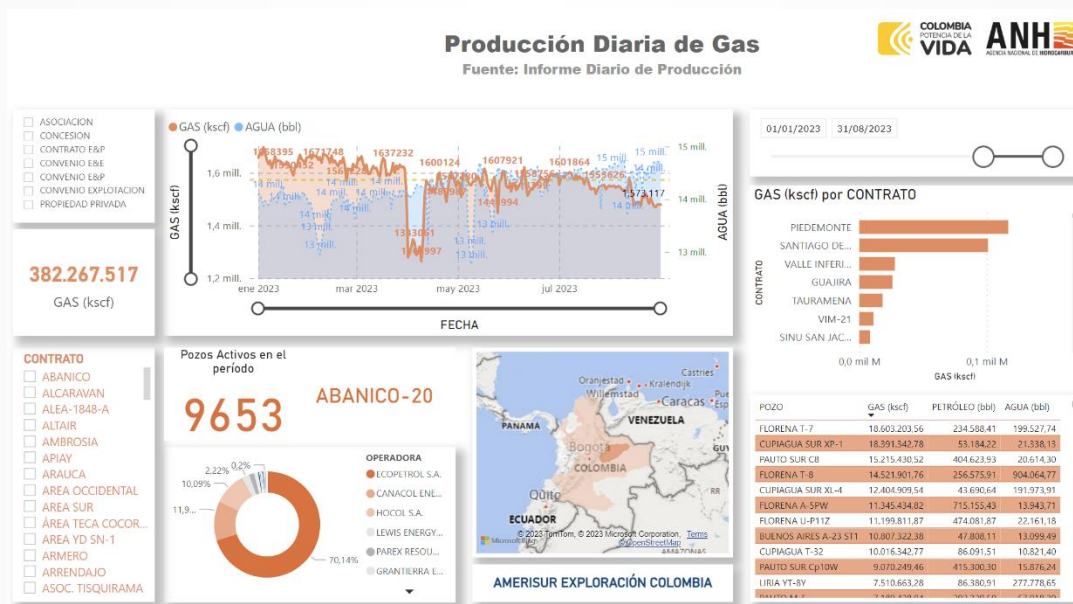 Producción Diaria de Gas
Fuente: Informe Diario de Producción
COLOMBIA
POTENCIA DE LA
VIDA
ANH
AGENCIA NACIONAL DE HIDROCARBUROS
ASOCIACION
CONCESION
CONTRATO E&P
CONVENIO E&E
CONVENIO E&P
CONVENIO EXPLOTACION
PROPIEDAD PRIVADA
382.267.517
GAS (kscf)
GAS (kscf) AGUA (bbl)
1671748
1637232
1600124
1607921
1601864
15 mill.
15 mill.
1,6 mill.
14 mill.
1.573.117
14 mill.
1,4 mill.
13 mill.
13 mill.
1,2 mill.
GAS (kscf)
AGUA (bbl)
ene 2023 mar 2023 may 2023 jul 2023
FECHA
01/01/2023 31/08/2023
GAS (kscf) por CONTRATO
CONTRATO
PIEDEMONTE
SANTIAGO DE...
VALLE INFERI...
GUAJIRA
TAURAMENA
VIM-21
SINU SAN JAC...
0,0 mil M 0,1 mil M
GAS (kscf)
CONTRATO
ABANICO
ALCARAVAN
ALEA-1848-A
ALTAIR
AMBROSIA
APIAY
ARAUCA
AREA OCCIDENTAL
AREA SUR
ÁREA TECA COCOR...
AREA YD SN-1
ARMERO
ARRENDAJO
ASOC. TISQUIRAMA
Pozos Activos en el
período
9653
ABANICO-20
2,22% 0,2%
10,09%
11,9...
70,14%
OPERADORA
ECOPETROL S.A.
CANACOL ENE...
HOCOL S.A.
LEWIS ENERGY...
PAREX RESOU...
GRANTIERRA E...
Oranjestad
Willemstad
Kralendijk
Castries
Caracas
PANAMÁ
VENEZUELA
Bogotá
COLOMBIA
Quito
ECUADOR
RR
AMAZONAS
Microsoft
© 2023 TomTom, © 2023 Microsoft Corporation, Terms
© OpenStreetMap
AMERISUR EXPLORACIÓN COLOMBIA
POZO GAS (kscf) PETRÓLEO (bbl) AGUA (bbl)
FLORENA T-7 18.603.203,56 234.588,41 199.527,74
CUPIAGUA SUR XP-1 18.391.342,78 53.184,22 21.338,13
PAUTO SUR C8 15.215.430,52 404.623,93 20.614,30
FLORENA T-8 14.521.901,76 256.575,91 904.064,77
CUPIAGUA SUR XL-4 12.404.909,54 43.690,64 191.973,91
FLORENA A-5PW 11.345.434,82 715.155,43 13.943,71
FLORENA U-P11Z 11.199.811,87 474.081,87 22.161,18
BUENOS AIRES A-23 ST1 10.807.322,38 47.808,11 13.099,49
CUPIAGUA T-32 10.016.342,77 86.091,51 10.821,40
PAUTO SUR Cp10W 9.070.249,46 415.300,30 15.876,24
LIRIA YT-8Y 7.510.663,28 86.380,91 277.778,65